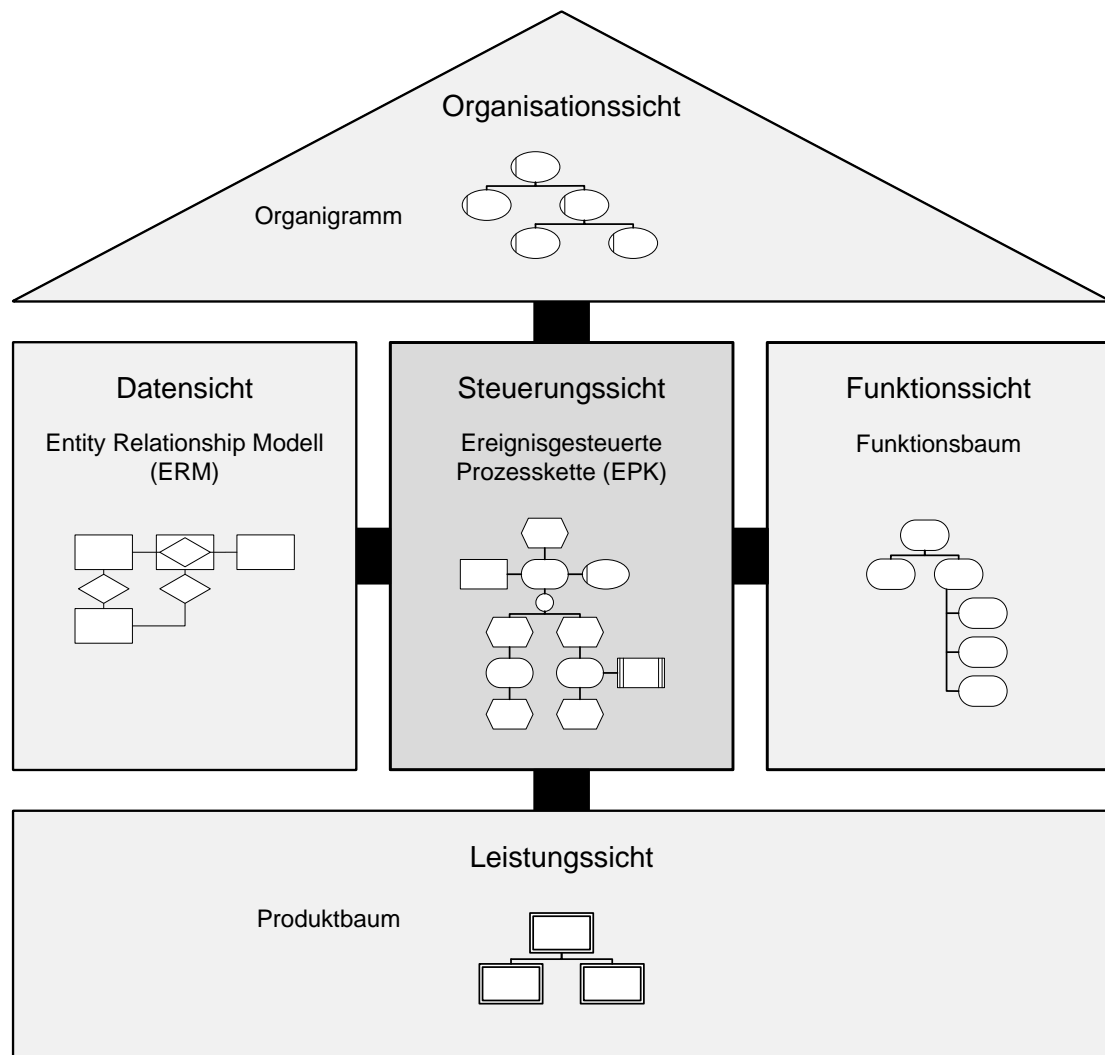 Organisationssicht
Organigramm
Datensicht
Entity Relationship Modell
(ERM)
Steuerungssicht
Ereignisgesteuerte
Prozesskette (EPK)
Funktionssicht
Funktionsbaum
Leistungssicht
Produktbaum